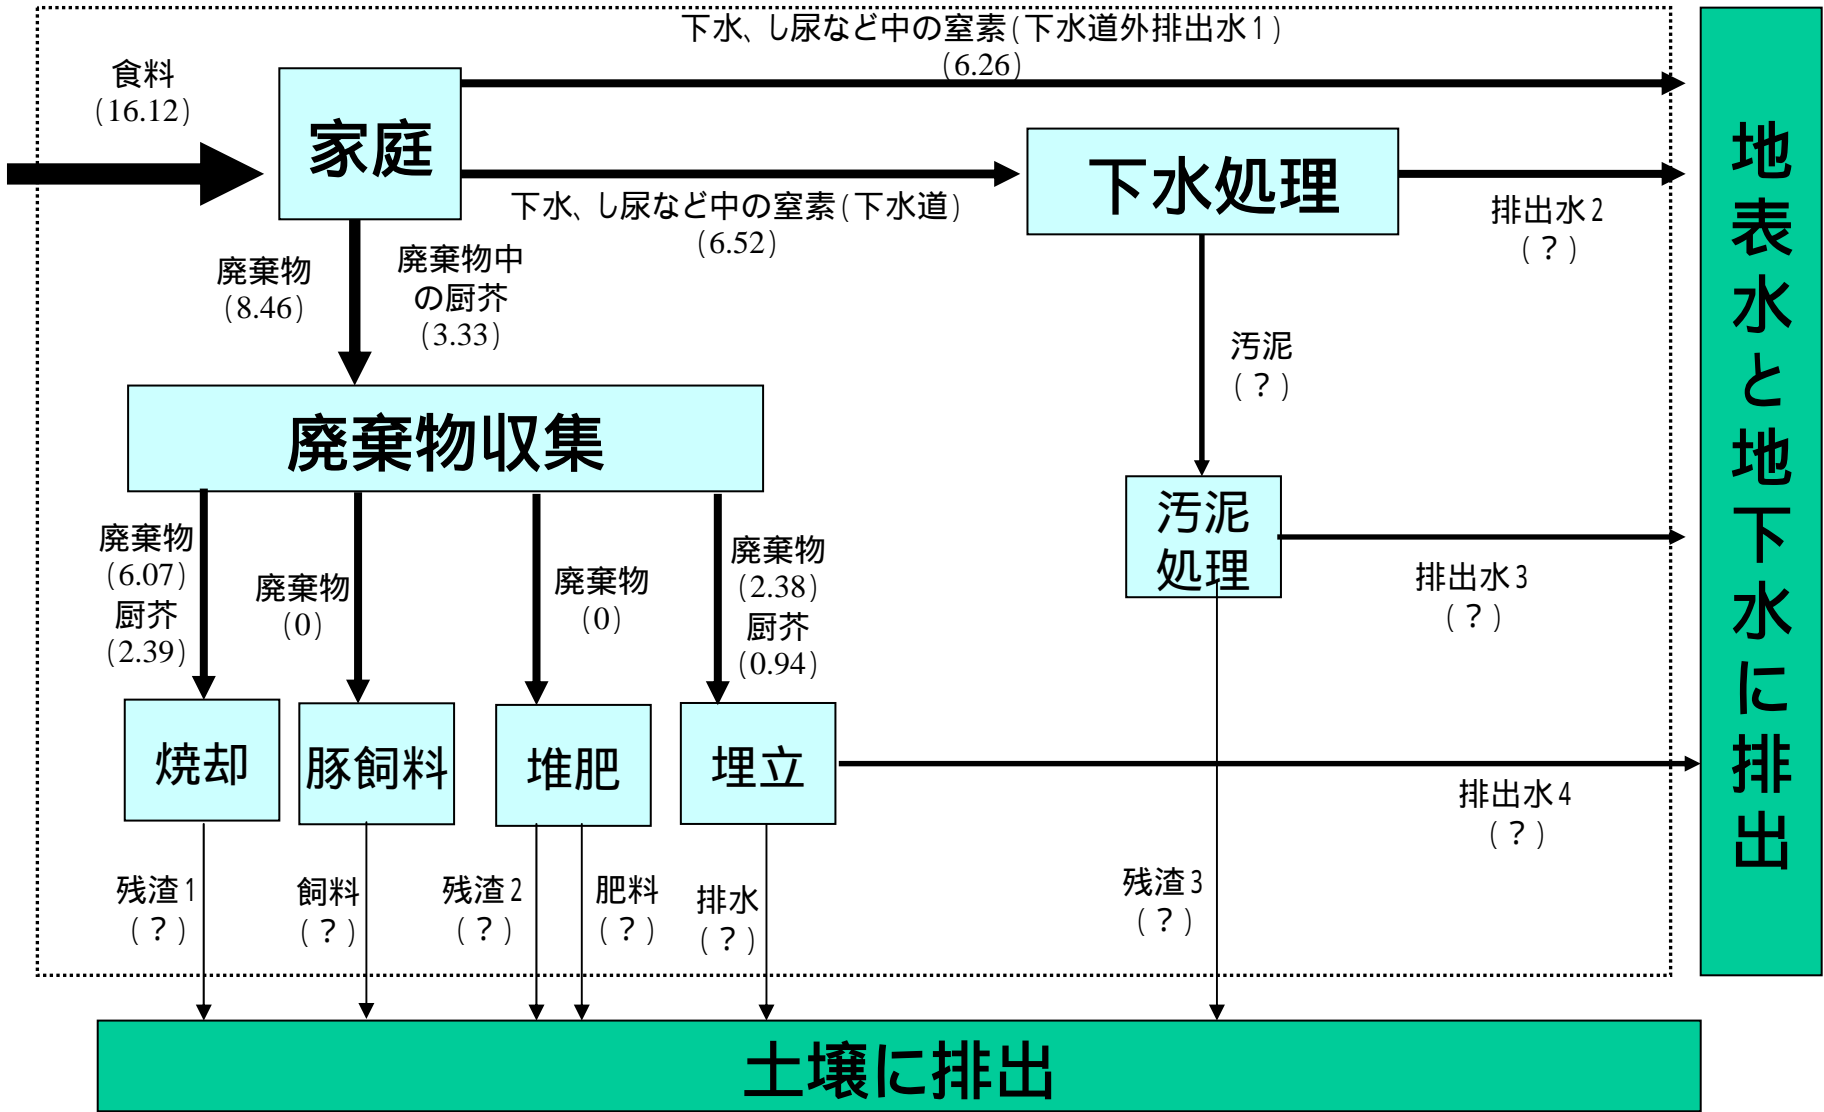 下水、し尿など中の窒素(下水道外排出水1)
(6.26)
食料
(16.12)
家庭
下水処理
下水、し尿など中の窒素(下水道)
(6.52)
排出水2
(?)
廃棄物
(8.46)
廃棄物中
の厨芥
(3.33)
汚泥
(?)
廃棄物収集
汚泥
処理
廃棄物
(6.07)
厨芥
(2.39)
廃棄物
(0)
廃棄物
(0)
廃棄物
(2.38)
厨芥
(0.94)
排出水3
(?)
焼却
豚飼料
堆肥
埋立
排出水4
(?)
残渣1
(?)
飼料
(?)
残渣2
(?)
肥料
(?)
排水
(?)
残渣3
(?)
地表水と地下水に排出
土壌に排出